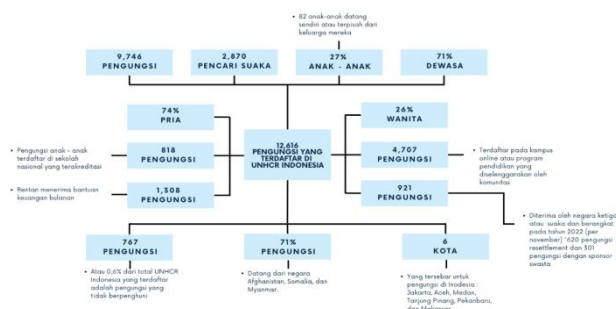 • 82 anak-anak datang
sendiri atau terpisah dari
keluarga mereka
9,746
PENGUNGSI
2,870
PENCARI SUAKA
27%
ANAK - ANAK
71%
DEWASA
74%
PRIA
26%
WANITA
12,616
PENGUNGSI YANG
TERDAFTAR DI
UNHCR INDONESIA
• Pengungsi anak - anak
terdaftar di sekolah
nasional yang terakreditasi
818
PENGUNGSI
4,707
PENGUNGSI
• Terdaftar pada kampus
online atau program
pendidikan yang
diselenggarakan oleh
komunitas
• Rentan menerima bantuan
keuangan bulanan
1,308
PENGUNGSI
921
PENGUNGSI
• Diterima oleh negara ketiga
atau suaka dan berangkat
pada tahun 2022 (per
november) *620 pengungsi
resettlement dan 301
pengungsi dengan sponsor
swasta
767
PENGUNGSI
• Atau 0,6% dari total UNHCR
Indonesia yang terdaftar
adalah pengungsi yang
tidak berpenghuni
71%
PENGUNGSI
• Datang dari negara
Afghanistan, Somalia, dan
Myanmar.
6
KOTA
• Yang tersebar untuk
pengungsi di Inodesia :
Jakarta, Aceh, Medan,
Tanjung Pinang, Pekanbaru,